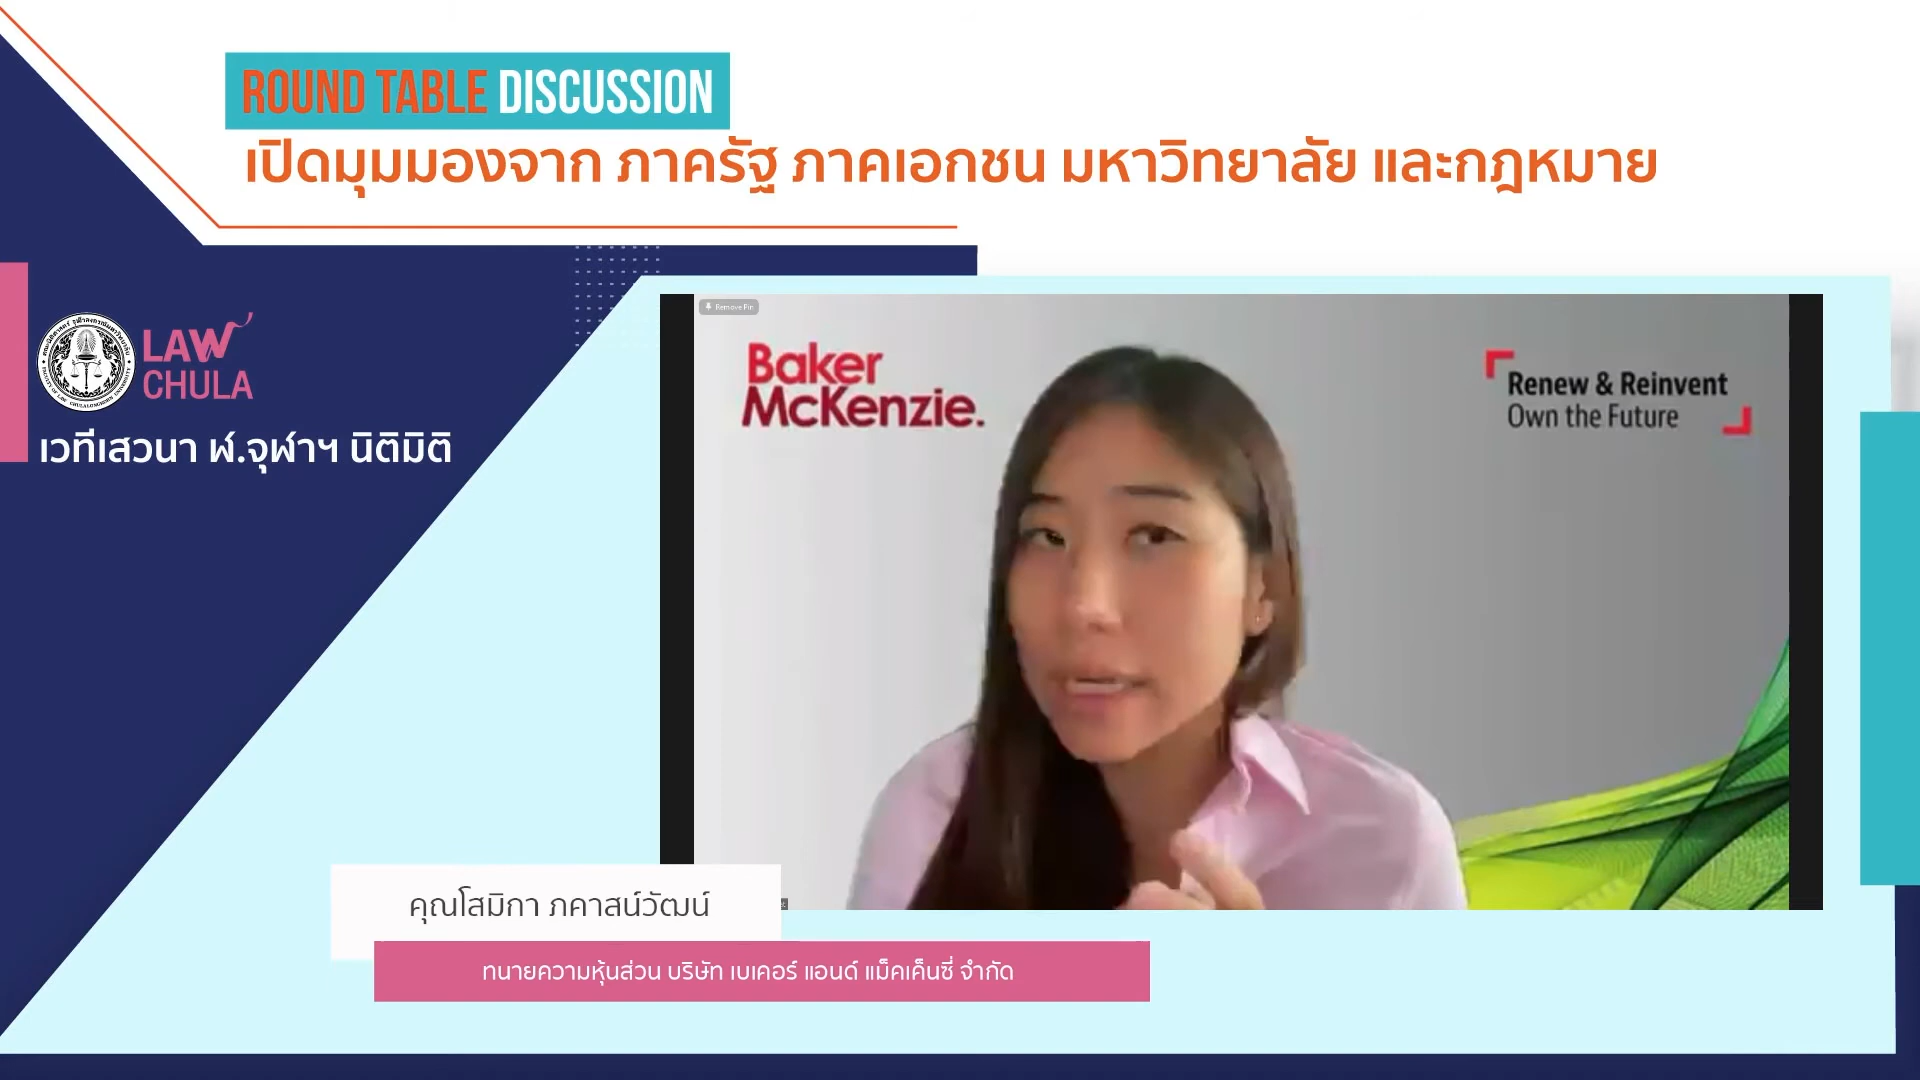 ROUND TABLE DISCUSSION
เปิดมุมมองจาก ภาครัฐ ภาคเอกชน มหาวิทยาลัย และกฎหมาย
LAW
CHULA
เวทีเสวนา ฬ.จุฬาฯ นิติมิติ
Remove Pin
Baker
McKenzie.
Renew & Reinvent
Own the Future
คุณโสมิกา ภคาสน์วัฒน์
ทนายความหุ้นส่วน บริษัท เบเคอร์ แอนด์ แม็คเค็นซี่ จำกัด